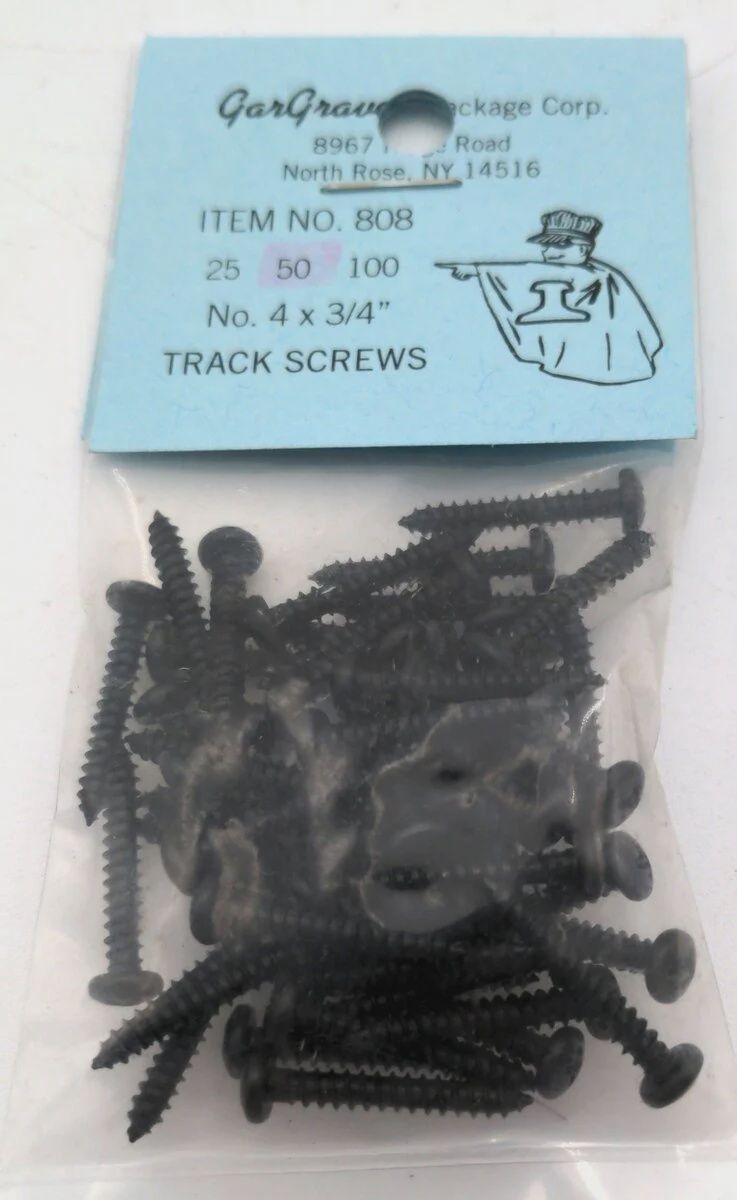 GarGrav ackage Corp.
8967 Road
North Rose, NY 14516
ITEM NO. 808
25 50 100
No. 4 x 3/4"
TRACK SCREWS